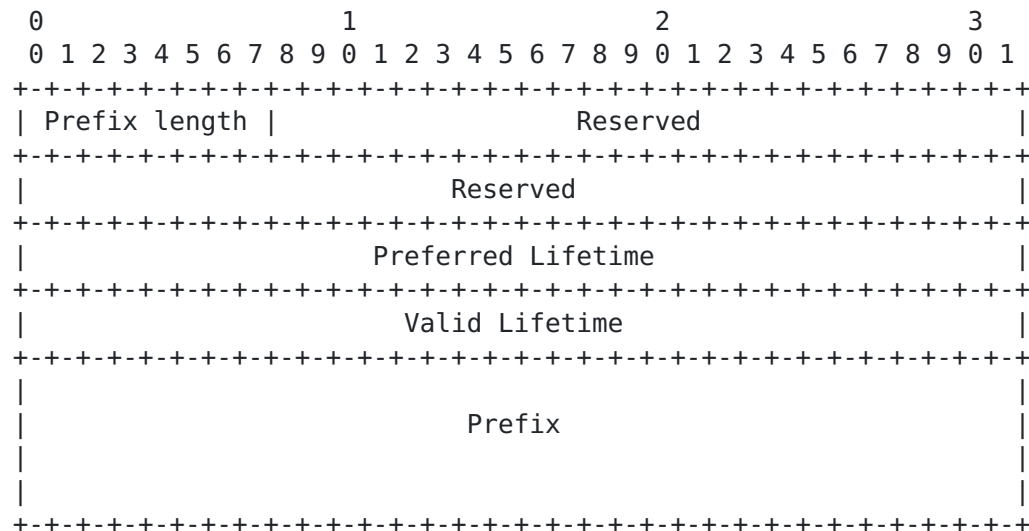 0                   1                   2                   3
0 1 2 3 4 5 6 7 8 9 0 1 2 3 4 5 6 7 8 9 0 1 2 3 4 5 6 7 8 9 0 1
+-+-+-+-+-+-+-+-+-+-+-+-+-+-+-+-+-+-+-+-+-+-+-+-+-+-+-+-+-+-+-+-+
| Prefix length |                   Reserved                    |
+-+-+-+-+-+-+-+-+-+-+-+-+-+-+-+-+-+-+-+-+-+-+-+-+-+-+-+-+-+-+-+-+
|                           Reserved                            |
+-+-+-+-+-+-+-+-+-+-+-+-+-+-+-+-+-+-+-+-+-+-+-+-+-+-+-+-+-+-+-+-+
|                      Preferred Lifetime                       |
+-+-+-+-+-+-+-+-+-+-+-+-+-+-+-+-+-+-+-+-+-+-+-+-+-+-+-+-+-+-+-+-+
|                        Valid Lifetime                         |
+-+-+-+-+-+-+-+-+-+-+-+-+-+-+-+-+-+-+-+-+-+-+-+-+-+-+-+-+-+-+-+-+
|                                                               |
|                            Prefix                             |
|                                                               |
|                                                               |
+-+-+-+-+-+-+-+-+-+-+-+-+-+-+-+-+-+-+-+-+-+-+-+-+-+-+-+-+-+-+-+-+